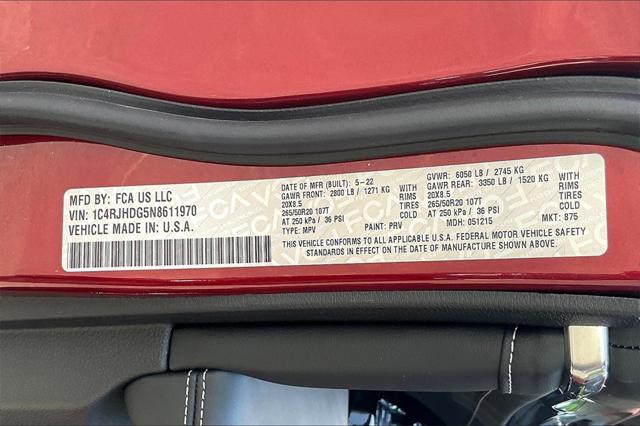 MFD BY: FCA US LLC
VIN: 1C4RJHDG5N8611970
VEHICLE MADE IN U.S.A.
DATE OF MFR (BUILT): 5-22
GAWR FRONT: 2800 LB / 1271 KG WITH
20X8.5 RIMS
265/50R20 107T TIRES
AT 250 kPa / 36 PSI COLD
TYPE: MPV PAINT: PRV
GVWR: 6050 LB / 2745 KG
GAWR REAR: 3350 LB / 1520 KG WITH
20X8.5 RIMS
265/50R20 107T TIRES
AT 250 kPa / 36 PSI COLD
MDH: 051215 MKT: 875
THIS VEHICLE CONFORMS TO ALL APPLICABLE U.S.A. FEDERAL MOTOR VEHICLE SAFETY
STANDARDS IN EFFECT ON THE DATE OF MANUFACTURE SHOWN ABOVE.